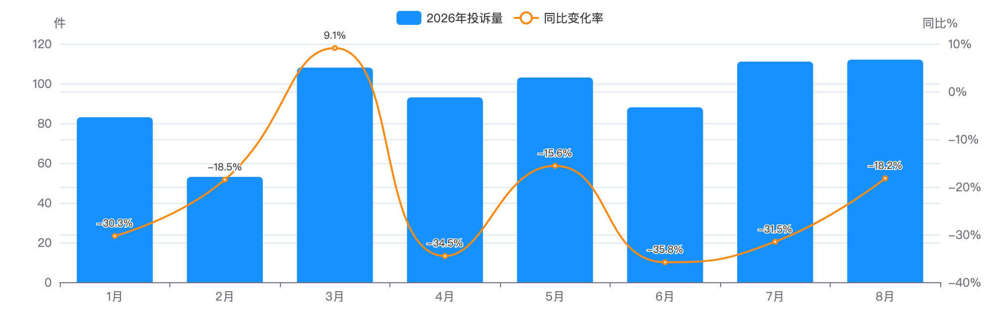 2026年投诉量 同比变化率
件 同比%
120 100 80 60 40 20 0
10% 0% −10% −20% −30% −40%
−30.3% −18.5% 9.1% −34.5% −15.6% −35.8% −31.5% −18.2%
1月 2月 3月 4月 5月 6月 7月 8月